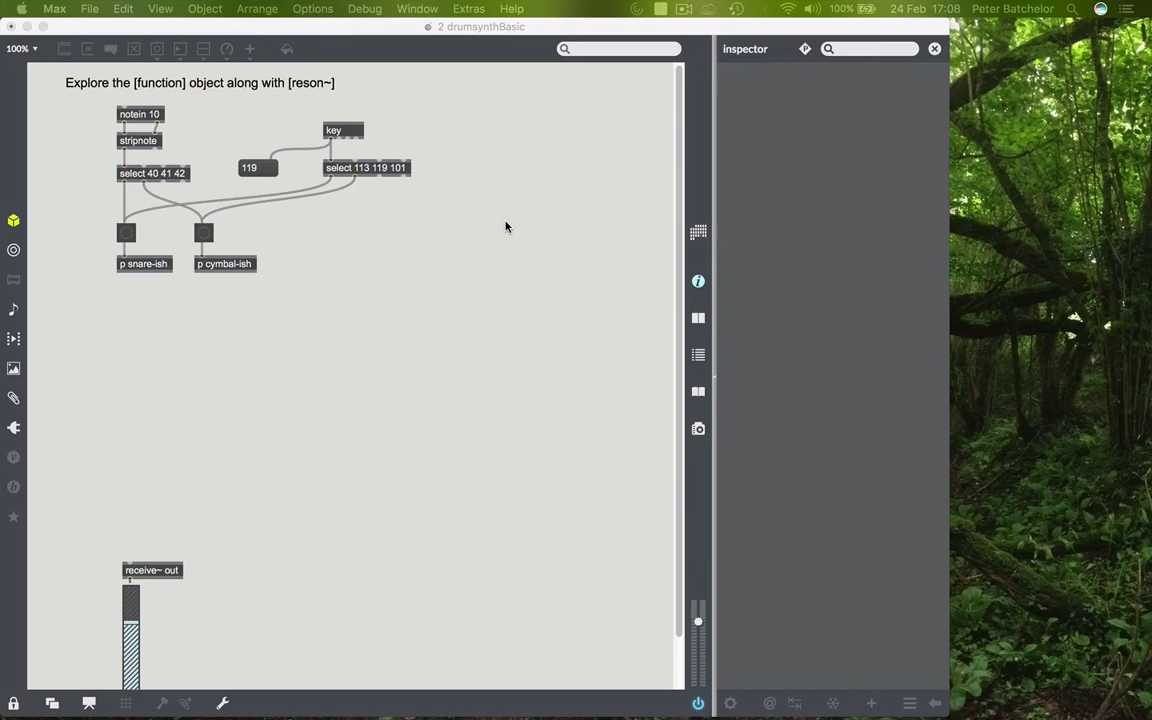 Max File Edit View Object Arrange Options Debug Window Extras Help 100% 24 Feb 17:08 Peter Batchelor
2 drumsynthBasic
100%
inspector
Explore the [function] object along with [reson~]
notein 10
key
stripnote
119
select 113 119 101
select 40 41 42
p snare-ish
p cymbal-ish
receive~ out